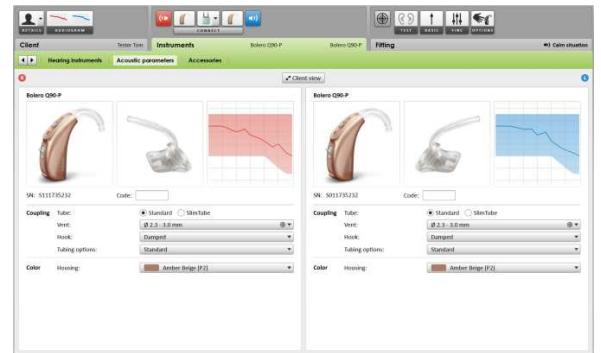 DETAILS AUDIOGRAM CONNECT TEST BASIC FINE OPTIONS
Client Tester Tom Instruments Bolero Q90-P Bolero Q90-P Fitting Calm situation
Hearing instruments Acoustic parameters Accessories
R Client view L
Bolero Q90-P
SN: S111735232 Code:
Coupling Tube: Standard SlimTube
Vent: Ø 2.3 - 3.0 mm
Hook: Damped
Tubing options: Standard
Color Housing: Amber Beige (P2)
Bolero Q90-P
SN: S011735232 Code:
Coupling Tube: Standard SlimTube
Vent: Ø 2.3 - 3.0 mm
Hook: Damped
Tubing options: Standard
Color Housing: Amber Beige (P2)